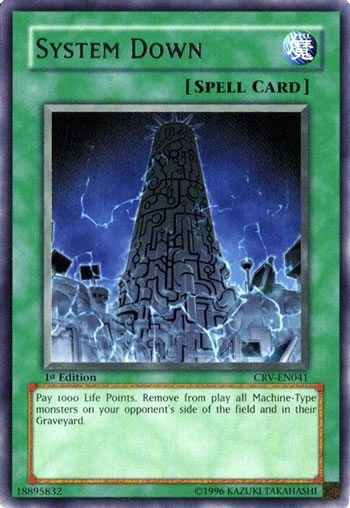 SYSTEM DOWN
魔
[SPELL CARD]
1st Edition
CRV-EN041
Pay 1000 Life Points. Remove from play all Machine-Type
monsters on your opponent's side of the field and in their
Graveyard.
18895832
©1996 KAZUKI TAKAHASHI